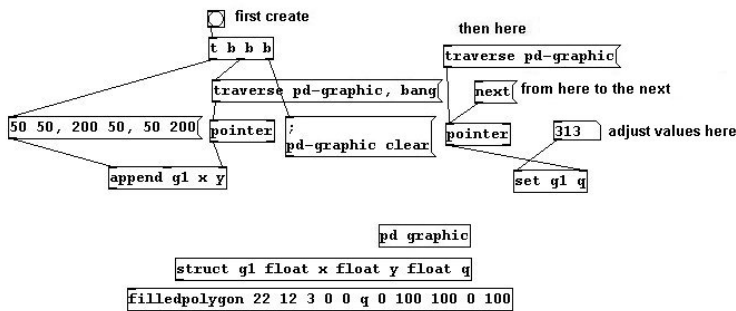 first create
t b b b
then here
traverse pd-graphic
traverse pd-graphic, bang
next
from here to the next
50 50, 200 50, 50 200
pointer
;
pd-graphic clear
pointer
313
adjust values here
append g1 x y
set g1 q
pd graphic
struct g1 float x float y float q
filledpolygon 22 12 3 0 0 q 0 100 100 0 100